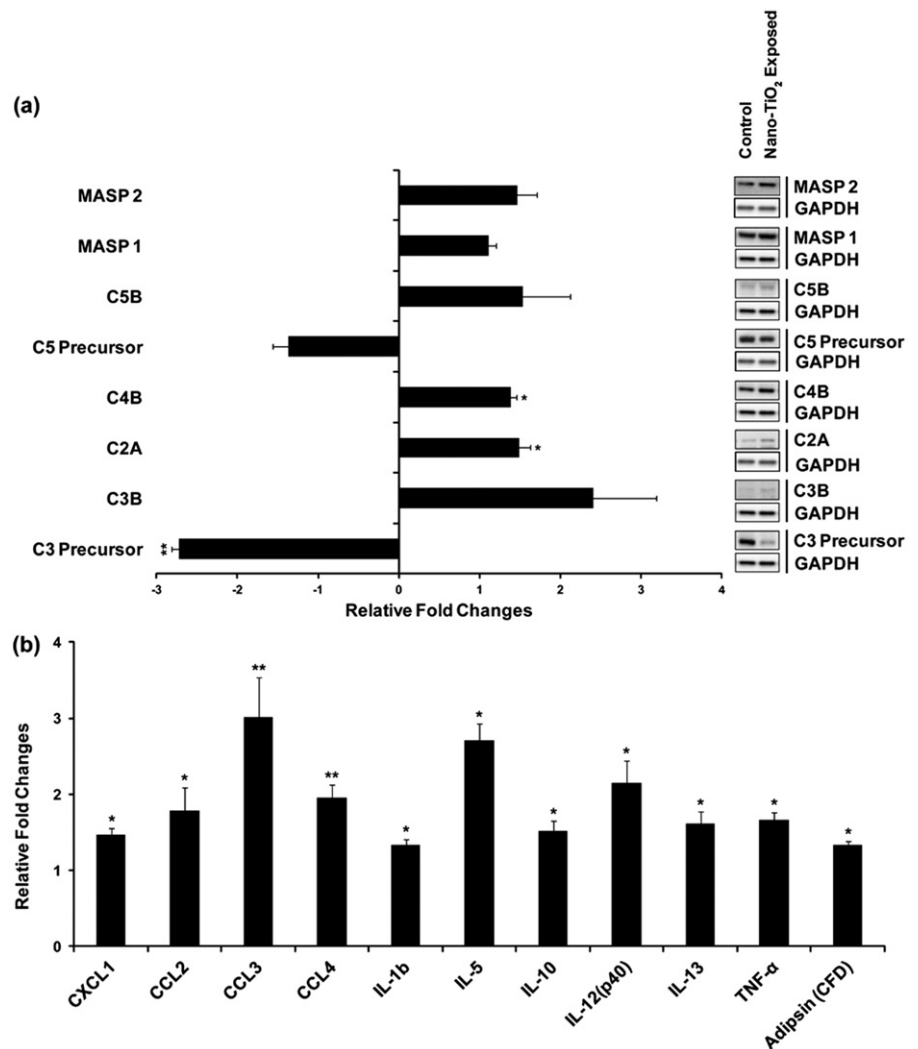 (a)
Control
Nano-TiO₂ Exposed
MASP 2
MASP 1
C5B
C5 Precursor
C4B
C2A
C3B
C3 Precursor
*
*
**
-3 -2 -1 0 1 2 3 4
Relative Fold Changes
MASP 2
GAPDH
MASP 1
GAPDH
C5B
GAPDH
C5 Precursor
GAPDH
C4B
GAPDH
C2A
GAPDH
C3B
GAPDH
C3 Precursor
GAPDH
(b)
Relative Fold Changes
4
3
2
1
0
* * ** ** * * * * * * *
CXCL1 CCL2 CCL3 CCL4 IL-1b IL-5 IL-10 IL-12(p40) IL-13 TNF-α Adipsin (CFD)